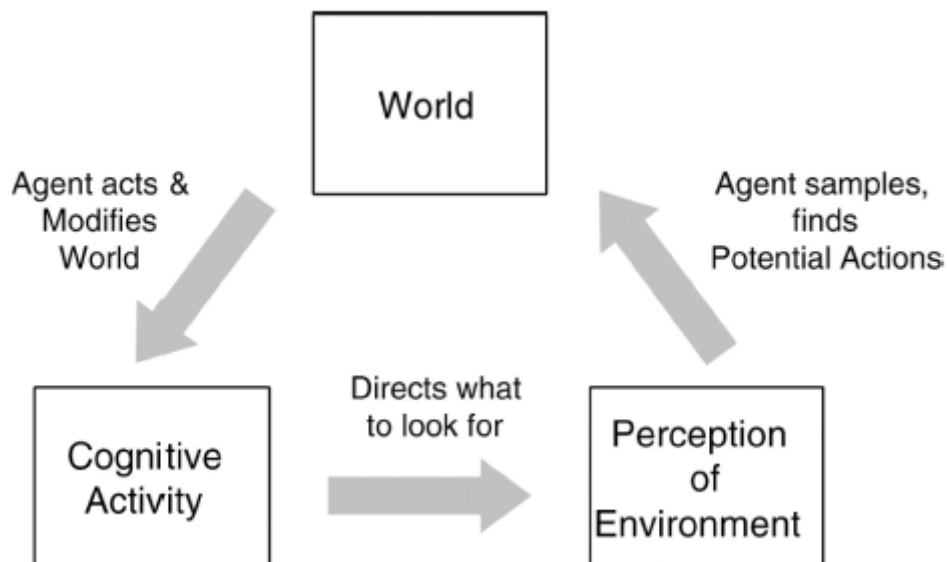 World
Agent acts &
Modifies
World
Agent samples,
finds
Potential Actions
Directs what
to look for
Cognitive
Activity
Perception
of
Environment